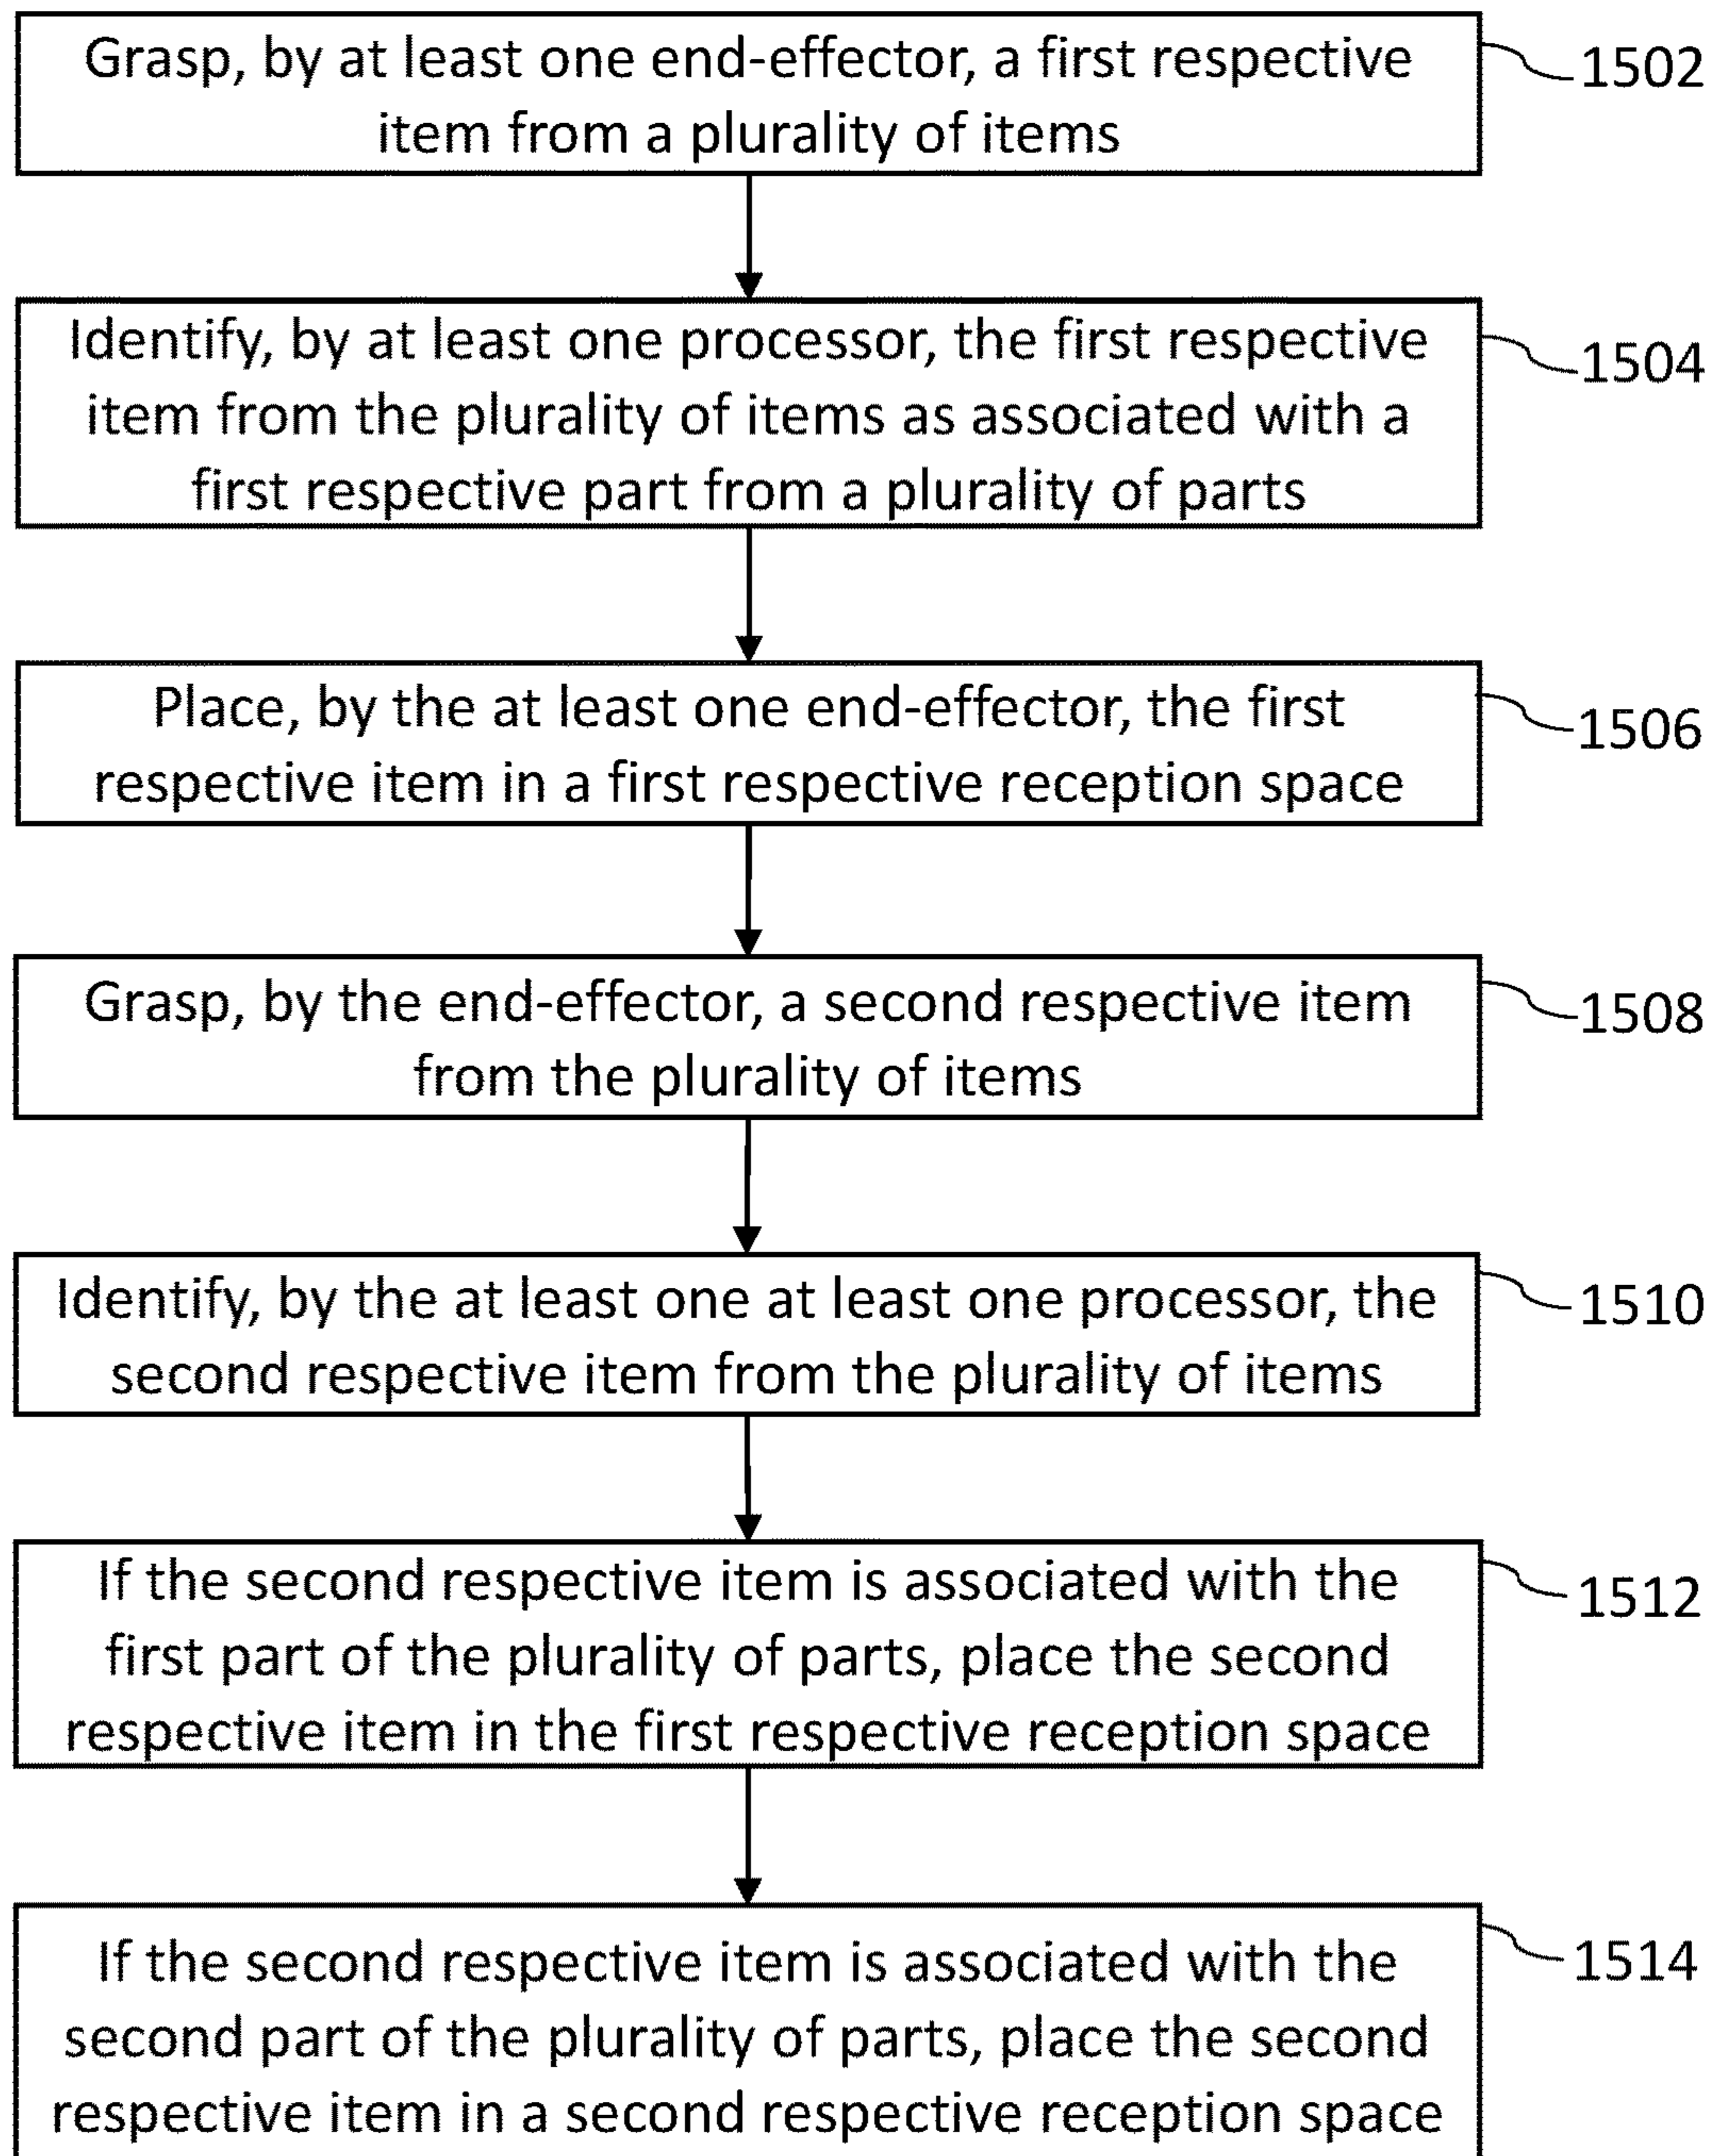 Grasp, by at least one end-effector, a first respective
item from a plurality of items
1502
Identify, by at least one processor, the first respective
item from the plurality of items as associated with a
first respective part from a plurality of parts
1504
Place, by the at least one end-effector, the first
respective item in a first respective reception space
1506
Grasp, by the end-effector, a second respective item
from the plurality of items
1508
Identify, by the at least one at least one processor, the
second respective item from the plurality of items
1510
If the second respective item is associated with the
first part of the plurality of parts, place the second
respective item in the first respective reception space
1512
If the second respective item is associated with the
second part of the plurality of parts, place the second
respective item in a second respective reception space
1514